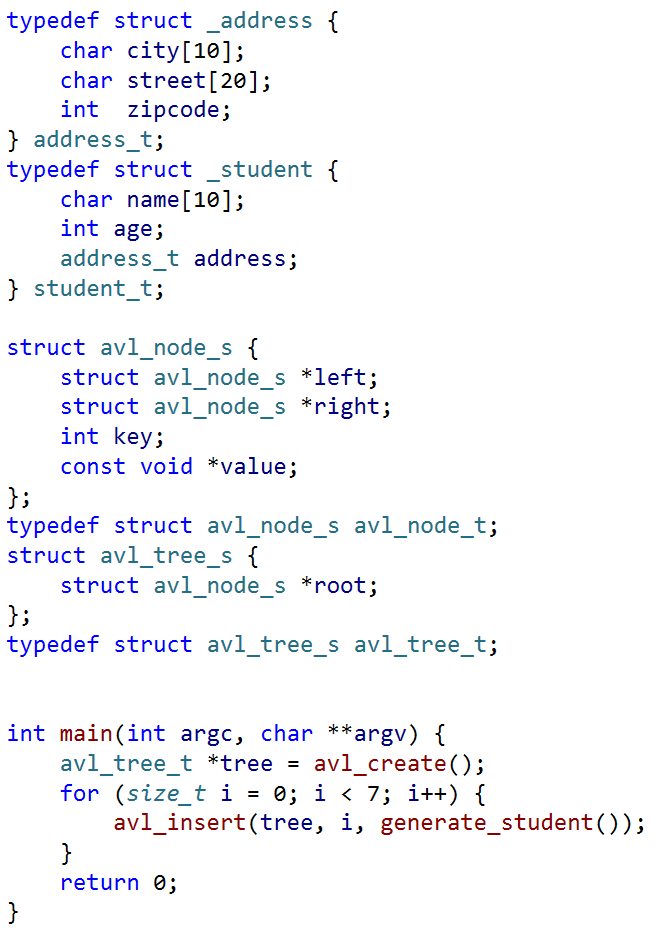 typedef struct _address {
    char city[10];
    char street[20];
    int  zipcode;
} address_t;
typedef struct _student {
    char name[10];
    int age;
    address_t address;
} student_t;

struct avl_node_s {
    struct avl_node_s *left;
    struct avl_node_s *right;
    int key;
    const void *value;
};
typedef struct avl_node_s avl_node_t;
struct avl_tree_s {
    struct avl_node_s *root;
};
typedef struct avl_tree_s avl_tree_t;


int main(int argc, char **argv) {
    avl_tree_t *tree = avl_create();
    for (size_t i = 0; i < 7; i++) {
        avl_insert(tree, i, generate_student());
    }
    return 0;
}